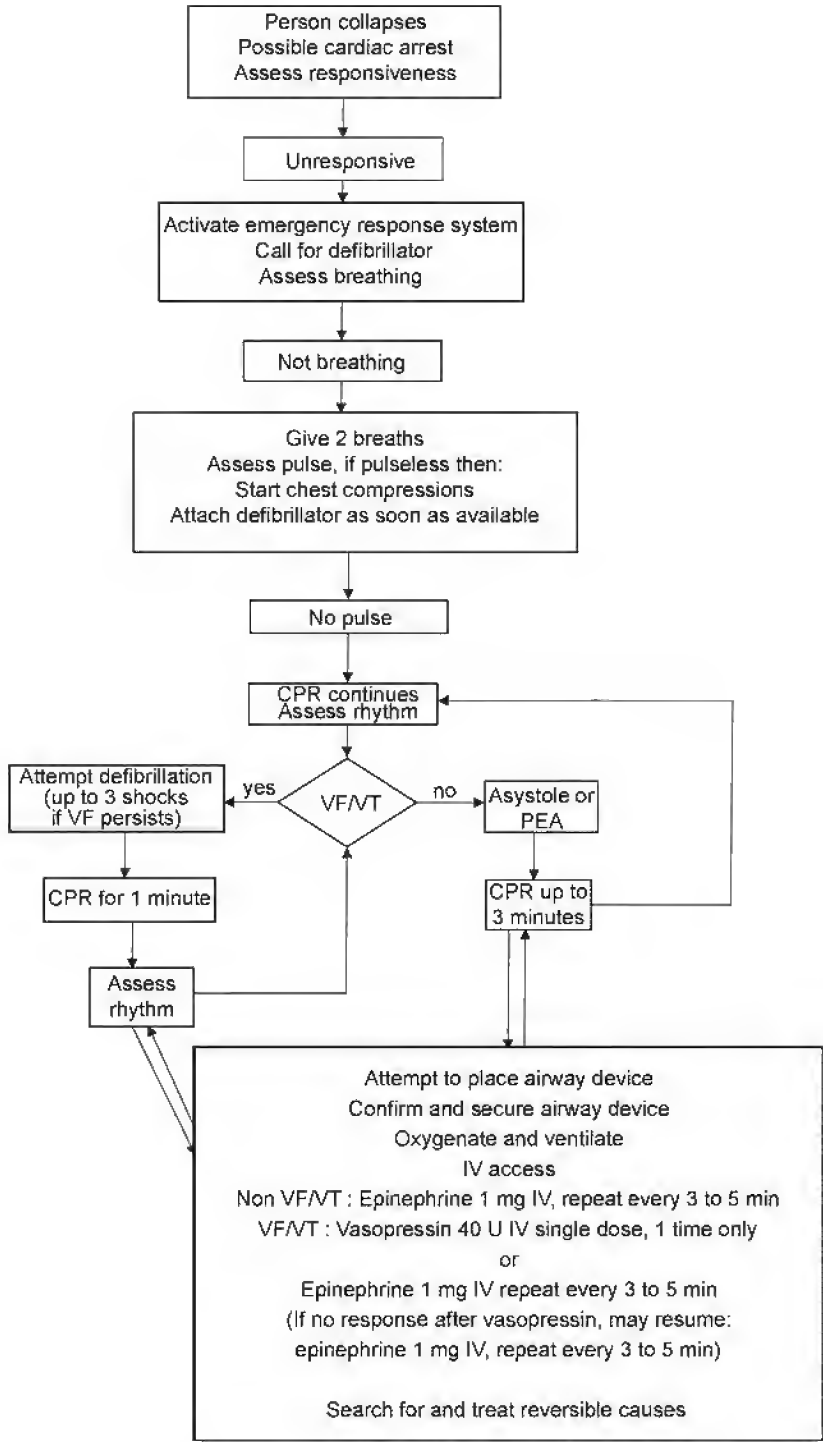 Person collapses
Possible cardiac arrest
Assess responsiveness
Unresponsive
Activate emergency response system
Call for defibrillator
Assess breathing
Not breathing
Give 2 breaths
Assess pulse, if pulseless then:
Start chest compressions
Attach defibrillator as soon as available
No pulse
CPR continues
Assess rhythm
Attempt defibrillation
(up to 3 shocks
if VF persists)
yes
VF/VT
no
Asystole or
PEA
CPR for 1 minute
CPR up to
3 minutes
Assess
rhythm
Attempt to place airway device
Confirm and secure airway device
Oxygenate and ventilate
IV access
Non VF/VT : Epinephrine 1 mg IV, repeat every 3 to 5 min
VF/VT : Vasopressin 40 U IV single dose, 1 time only
or
Epinephrine 1 mg IV repeat every 3 to 5 min
(If no response after vasopressin, may resume:
epinephrine 1 mg IV, repeat every 3 to 5 min)
Search for and treat reversible causes